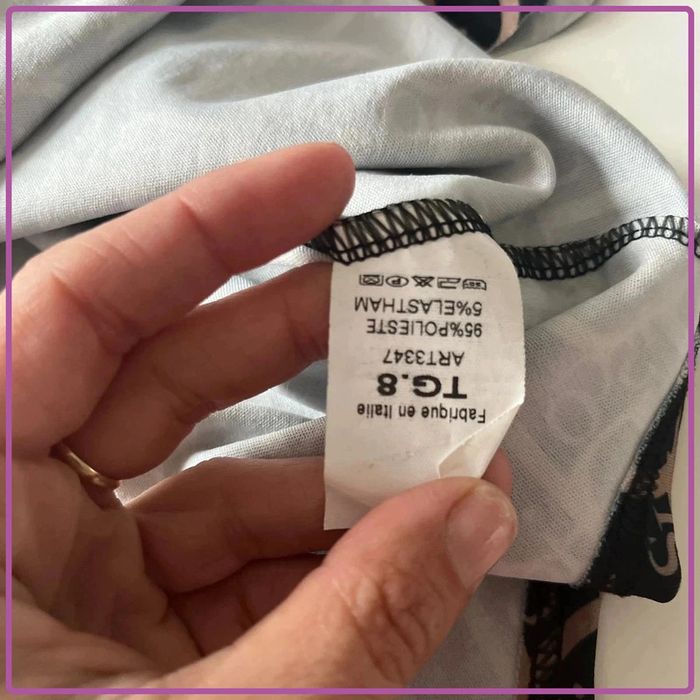 Fabrique en Italie
TG.8
ART3347
95%POLIESTE
5%ELASTHAM